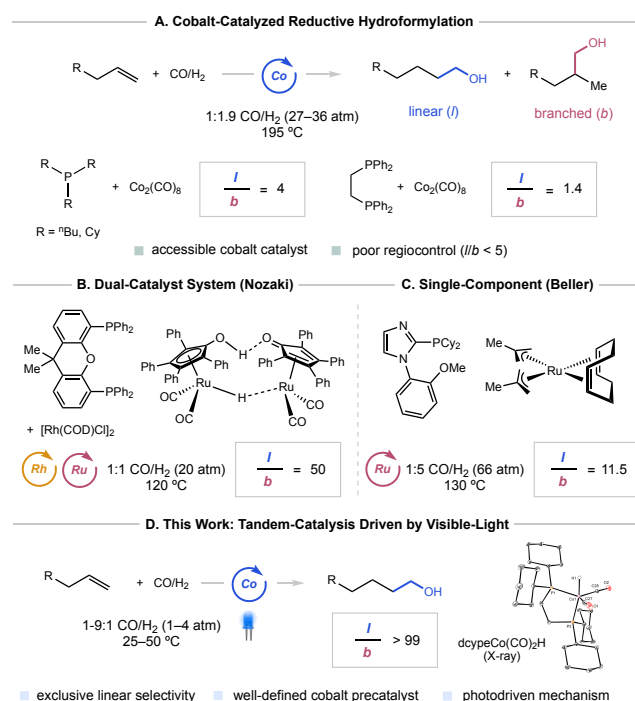 A. Cobalt-Catalyzed Reductive Hydroformylation
R + CO/H2 Co R OH + R OH Me
1:1.9 CO/H2 (27–36 atm)
195 ºC
linear (l)
branched (b)
R R P R + Co2(CO)8 l/b = 4
PPh2 PPh2 + Co2(CO)8 l/b = 1.4
R = nBu, Cy
accessible cobalt catalyst poor regiocontrol (l/b < 5)
B. Dual-Catalyst System (Nozaki)
PPh2 O Me Me PPh2
+ [Rh(COD)Cl]2
Ph Ph Ph Ph O H O Ph Ph Ph Ph
Ru H Ru
OC OC CO CO
Rh Ru 1:1 CO/H2 (20 atm)
120 ºC
l/b = 50
C. Single-Component (Beller)
N N PCy2 OMe
Me Me Ru
Ru 1:5 CO/H2 (66 atm)
130 ºC
l/b = 11.5
D. This Work: Tandem-Catalysis Driven by Visible-Light
R + CO/H2 Co R OH
1-9:1 CO/H2 (1–4 atm)
25–50 ºC
l/b > 99
dcypeCo(CO)2H
(X-ray)
exclusive linear selectivity well-defined cobalt precatalyst photodriven mechanism